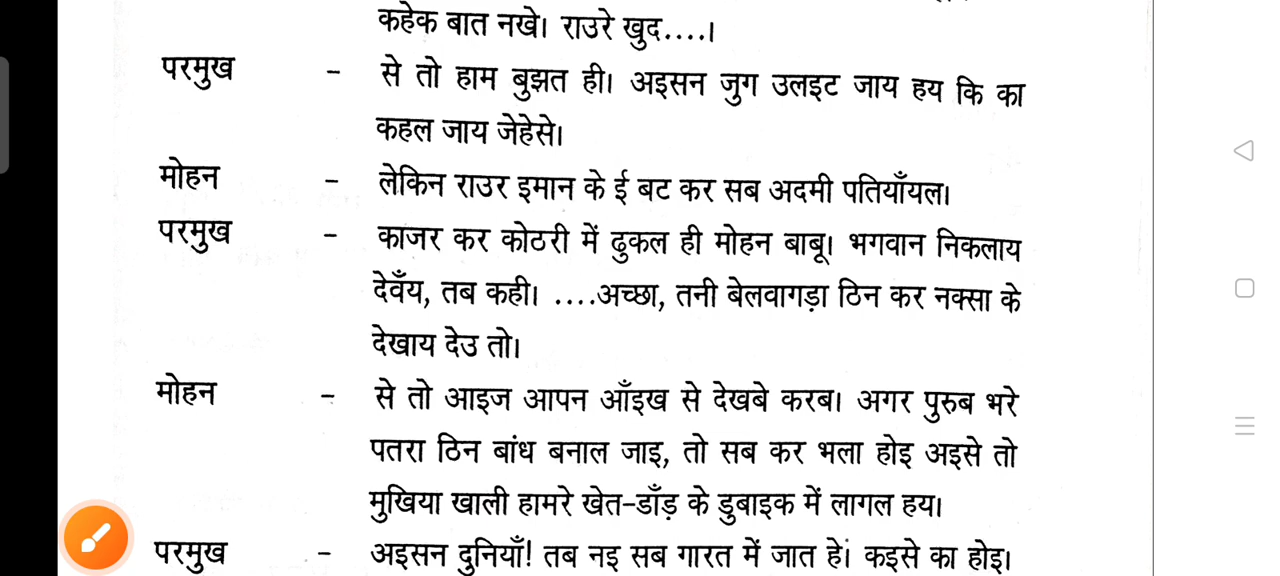 कहेक बात नखे। राउरे खुद....।
परमुख - से तो हाम बुझत ही। अइसन जुग उलइट जाय हय कि का
कहल जाय जेहेसे।
मोहन - लेकिन राउर इमान के ई बट कर सब अदमी पतियाँयल।
परमुख - काजर कर कोठरी में ढुकल ही मोहन बाबू। भगवान निकलाय
देवँय, तब कही। ....अच्छा, तनी बेलवागड़ा ठिन कर नक्सा के
देखाय देउ तो।
मोहन - से तो आइज आपन आँइख से देखबे करब। अगर पुरुब भरे
पतरा ठिन बांध बनाल जाइ, तो सब कर भला होइ अइसे तो
मुखिया खाली हामरे खेत-डाँड़ के डुबाइक में लागल हय।
परमुख - अइसन दुनियाँ! तब नइ सब गारत में जात हे। कइसे का होइ।